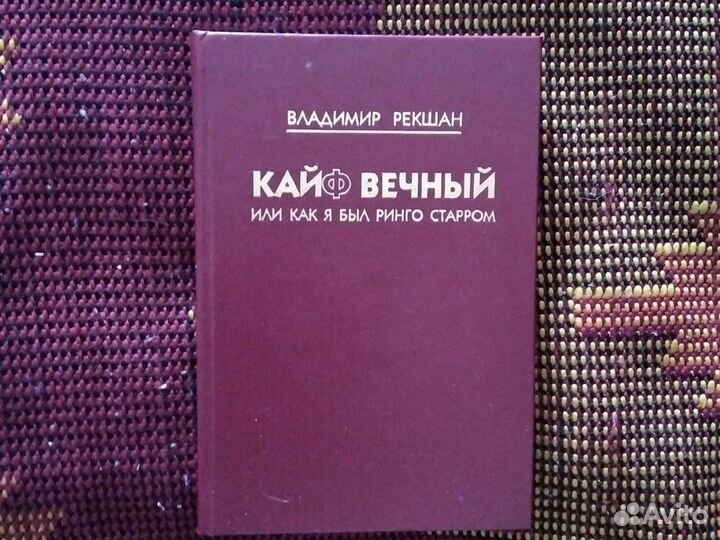 ВЛАДИМИР РЕКШАН
КАЙФ ВЕЧНЫЙ
ИЛИ КАК Я БЫЛ РИНГО СТАРРОМ
Avito